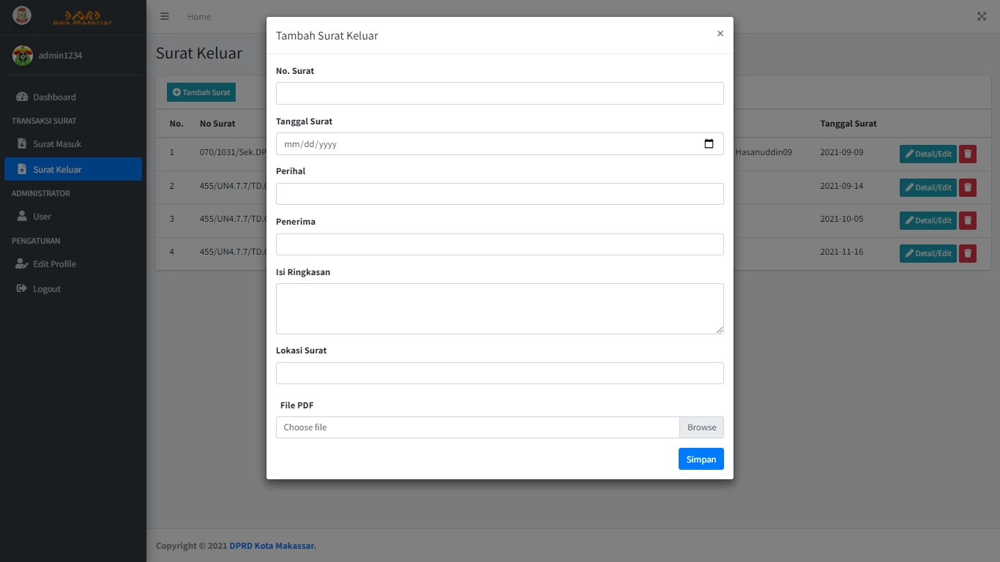 DPRD
Kota Makassar
admin1234
Dashboard
TRANSAKSI SURAT
Surat Masuk
Surat Keluar
ADMINISTRATOR
User
PENGATURAN
Edit Profile
Logout
Home
Surat Keluar
Tambah Surat
No. No Surat Tanggal Surat
1 070/1031/Sek.DP Hasanuddin09 2021-09-09 Detail/Edit
2 455/UN4.7.7/TD.0 2021-09-14 Detail/Edit
3 455/UN4.7.7/TD.0 2021-10-05 Detail/Edit
4 455/UN4.7.7/TD.0 2021-11-16 Detail/Edit
Tambah Surat Keluar ×
No. Surat
Tanggal Surat
mm/dd/yyyy
Perihal
Penerima
Isi Ringkasan
Lokasi Surat
File PDF
Choose file Browse
Simpan
Copyright © 2021 DPRD Kota Makassar.